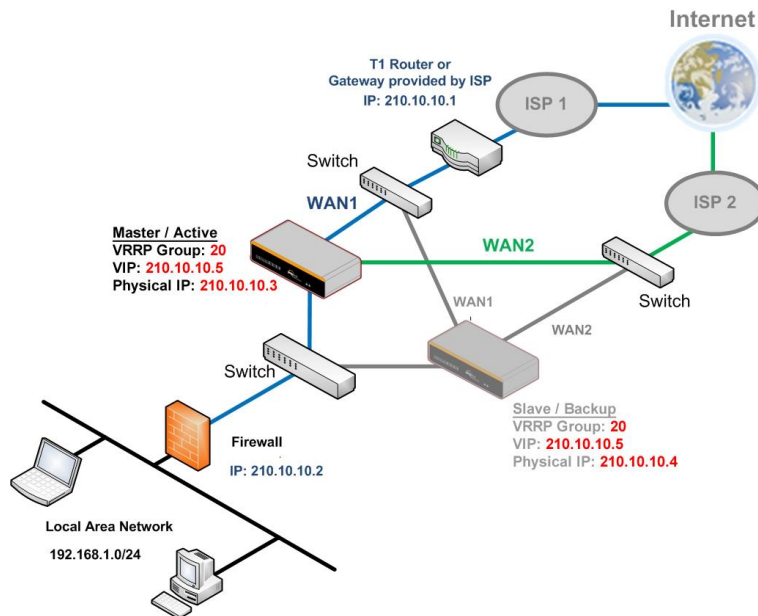 Internet
T1 Router or
Gateway provided by ISP
IP: 210.10.10.1
ISP 1
Switch
WAN1
ISP 2
Master / Active
VRRP Group: 20
VIP: 210.10.10.5
Physical IP: 210.10.10.3
WAN2
Switch
WAN1
WAN2
Switch
Slave / Backup
VRRP Group: 20
VIP: 210.10.10.5
Physical IP: 210.10.10.4
Firewall
IP: 210.10.10.2
Local Area Network
192.168.1.0/24